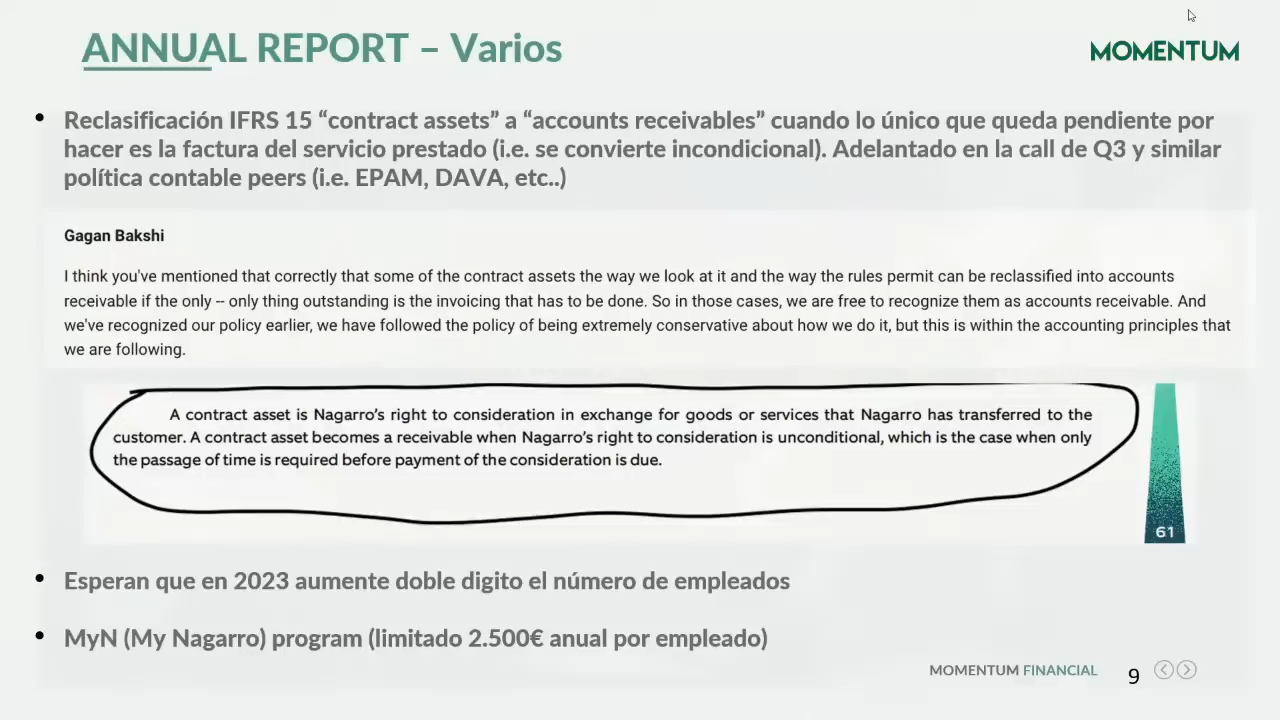 ANNUAL REPORT – Varios
MOMENTUM
• Reclasificación IFRS 15 “contract assets” a “accounts receivables” cuando lo único que queda pendiente por
hacer es la factura del servicio prestado (i.e. se convierte incondicional). Adelantado en la call de Q3 y similar
política contable peers (i.e. EPAM, DAVA, etc..)
Gagan Bakshi
I think you've mentioned that correctly that some of the contract assets the way we look at it and the way the rules permit can be reclassified into accounts
receivable if the only -- only thing outstanding is the invoicing that has to be done. So in those cases, we are free to recognize them as accounts receivable. And
we've recognized our policy earlier, we have followed the policy of being extremely conservative about how we do it, but this is within the accounting principles that
we are following.
A contract asset is Nagarro’s right to consideration in exchange for goods or services that Nagarro has transferred to the
customer. A contract asset becomes a receivable when Nagarro’s right to consideration is unconditional, which is the case when only
the passage of time is required before payment of the consideration is due.
61
• Esperan que en 2023 aumente doble digito el número de empleados
• MyN (My Nagarro) program (limitado 2.500€ anual por empleado)
MOMENTUM FINANCIAL
9